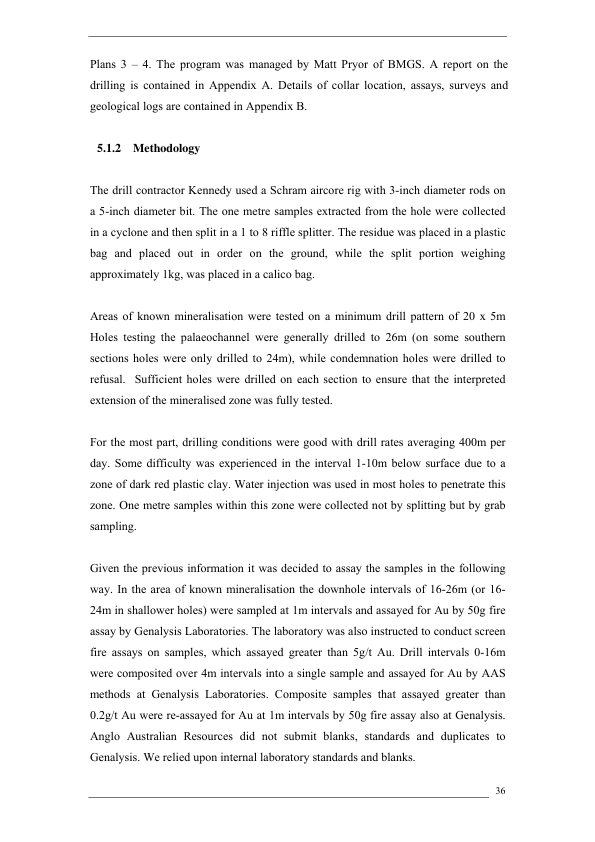 Plans 3 – 4. The program was managed by Matt Pryor of BMGS. A report on the
drilling is contained in Appendix A. Details of collar location, assays, surveys and
geological logs are contained in Appendix B.
5.1.2 Methodology
The drill contractor Kennedy used a Schram aircore rig with 3-inch diameter rods on
a 5-inch diameter bit. The one metre samples extracted from the hole were collected
in a cyclone and then split in a 1 to 8 riffle splitter. The residue was placed in a plastic
bag and placed out in order on the ground, while the split portion weighing
approximately 1kg, was placed in a calico bag.
Areas of known mineralisation were tested on a minimum drill pattern of 20 x 5m
Holes testing the palaeochannel were generally drilled to 26m (on some southern
sections holes were only drilled to 24m), while condemnation holes were drilled to
refusal. Sufficient holes were drilled on each section to ensure that the interpreted
extension of the mineralised zone was fully tested.
For the most part, drilling conditions were good with drill rates averaging 400m per
day. Some difficulty was experienced in the interval 1-10m below surface due to a
zone of dark red plastic clay. Water injection was used in most holes to penetrate this
zone. One metre samples within this zone were collected not by splitting but by grab
sampling.
Given the previous information it was decided to assay the samples in the following
way. In the area of known mineralisation the downhole intervals of 16-26m (or 16-
24m in shallower holes) were sampled at 1m intervals and assayed for Au by 50g fire
assay by Genalysis Laboratories. The laboratory was also instructed to conduct screen
fire assays on samples, which assayed greater than 5g/t Au. Drill intervals 0-16m
were composited over 4m intervals into a single sample and assayed for Au by AAS
methods at Genalysis Laboratories. Composite samples that assayed greater than
0.2g/t Au were re-assayed for Au at 1m intervals by 50g fire assay also at Genalysis.
Anglo Australian Resources did not submit blanks, standards and duplicates to
Genalysis. We relied upon internal laboratory standards and blanks.
36